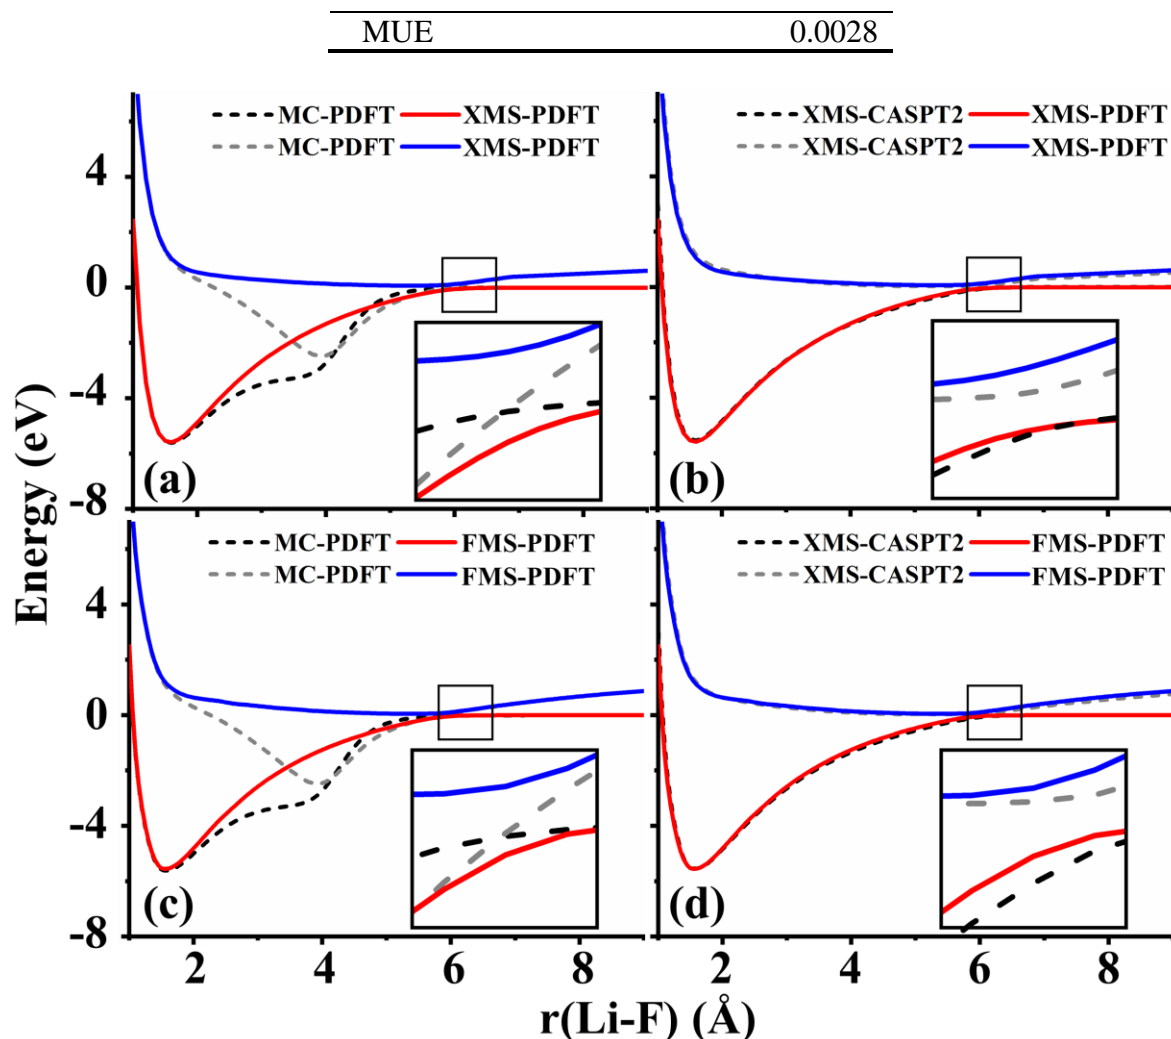 MUE 0.0028
MC-PDFT XMS-PDFT XMS-CASPT2 XMS-PDFT
MC-PDFT XMS-PDFT XMS-CASPT2 XMS-PDFT
4
0
-4
-8
(a) (b)
MC-PDFT FMS-PDFT XMS-CASPT2 FMS-PDFT
MC-PDFT FMS-PDFT XMS-CASPT2 FMS-PDFT
4
0
-4
-8
(c) (d)
Energy (eV)
2 4 6 8 2 4 6 8
r(Li-F) (Å)